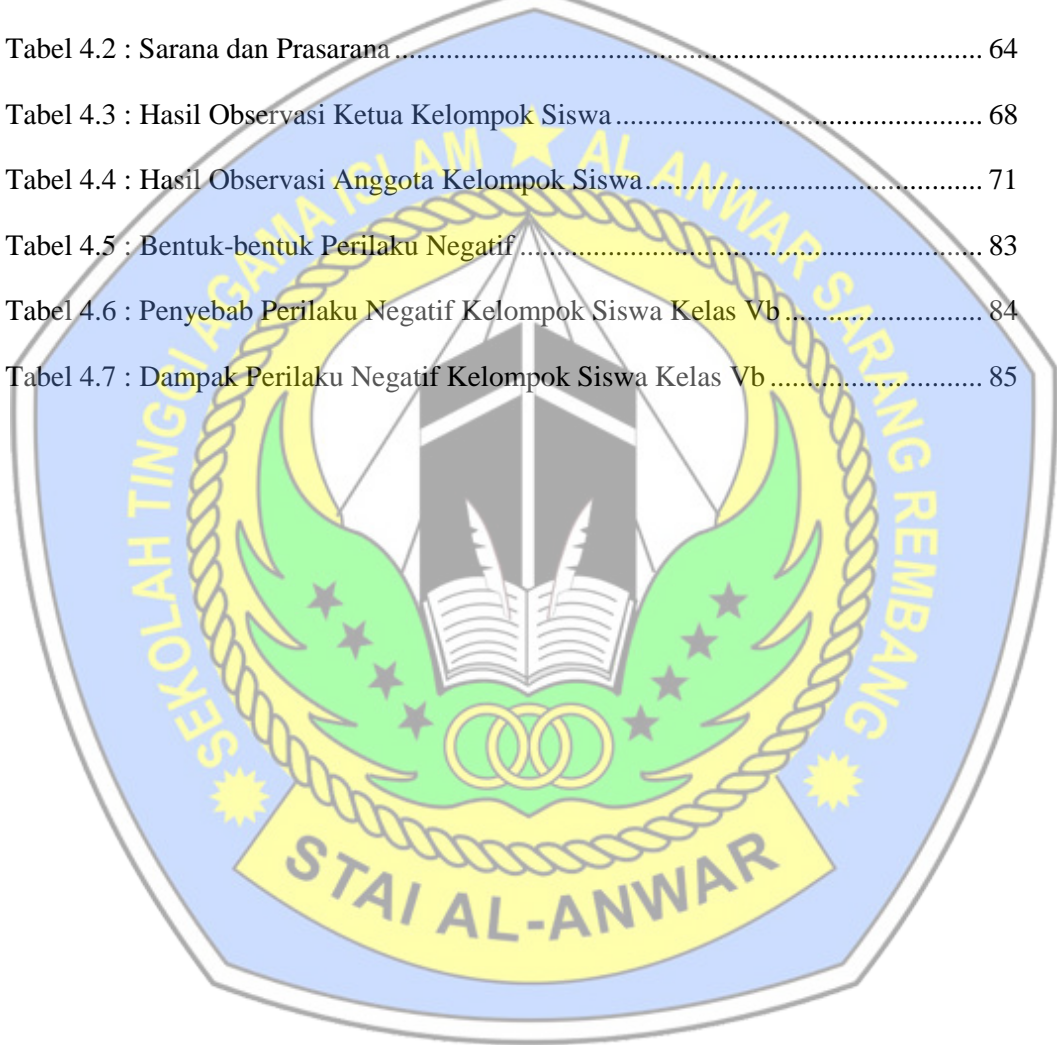 Tabel 4.2 : Sarana dan Prasarana ........................................................................... 64
Tabel 4.3 : Hasil Observasi Ketua Kelompok Siswa ............................................... 68
Tabel 4.4 : Hasil Observasi Anggota Kelompok Siswa ........................................... 71
Tabel 4.5 : Bentuk-bentuk Perilaku Negatif ........................................................... 83
Tabel 4.6 : Penyebab Perilaku Negatif Kelompok Siswa Kelas Vb ......................... 84
Tabel 4.7 : Dampak Perilaku Negatif Kelompok Siswa Kelas Vb ........................... 85
SEKOLAH TINGGI AGAMA ISLAM AL ANWAR SARANG REMBANG
STAI AL-ANWAR